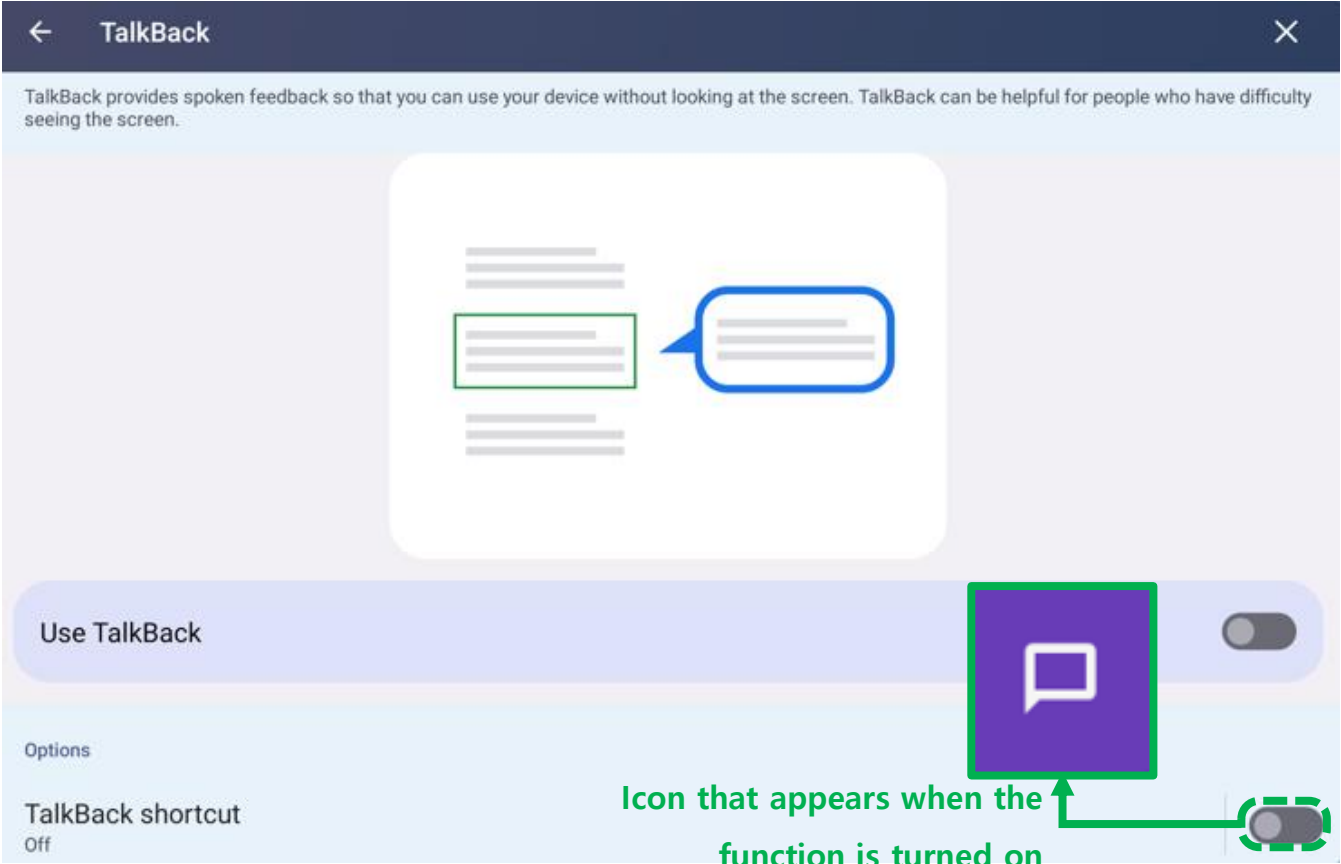 TalkBack
TalkBack provides spoken feedback so that you can use your device without looking at the screen. TalkBack can be helpful for people who have difficulty
seeing the screen.
Use TalkBack
Options
TalkBack shortcut
Off
Icon that appears when the
function is turned on